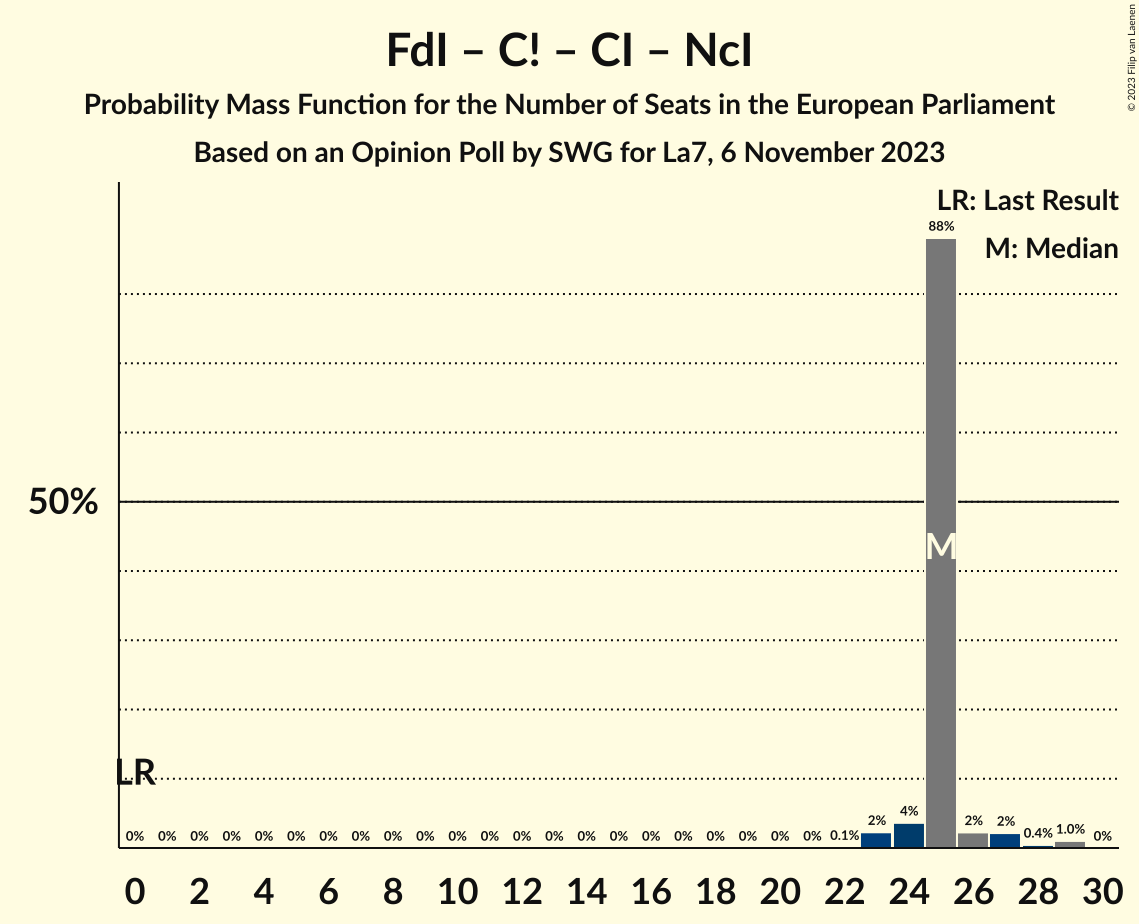 FdI – C! – CI – NcI
Probability Mass Function for the Number of Seats in the European Parliament
Based on an Opinion Poll by SWG for La7, 6 November 2023
© 2023 Filip van Laenen
LR: Last Result
M: Median
88%
50%
M
LR
0% 0% 0% 0% 0% 0% 0% 0% 0% 0% 0% 0% 0% 0% 0% 0% 0% 0% 0% 0% 0% 0% 0.1% 2% 4% 2% 2% 0.4% 1.0% 0%
0 2 4 6 8 10 12 14 16 18 20 22 24 26 28 30